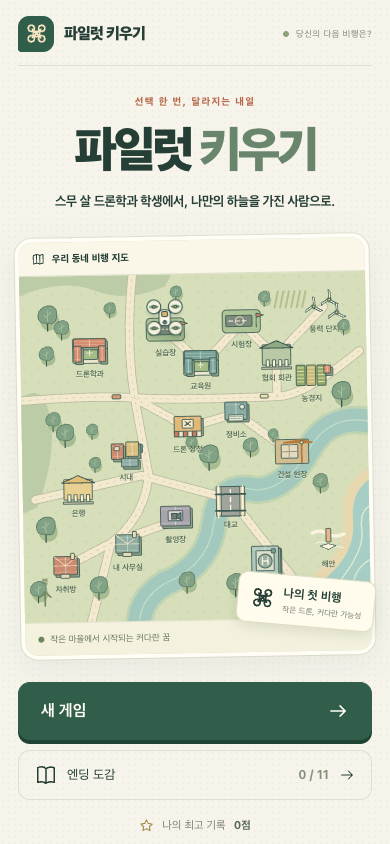 파일럿 키우기
당신의 다음 비행은?
선택 한 번, 달라지는 내일
파일럿 키우기
스무 살 드론학과 학생에서, 나만의 하늘을 가진 사람으로.
우리 동네 비행 지도
풍력 단지
시험장
실습장
드론학과
협회 회관
교육원
농경지
정비소
드론 상점
시내
건설 현장
은행
대교
촬영장
해안
내 사무실
자취방
나의 첫 비행
작은 드론, 커다란 가능성
작은 마을에서 시작되는 커다란 꿈
새 게임
엔딩 도감
0 / 11
나의 최고 기록 0점